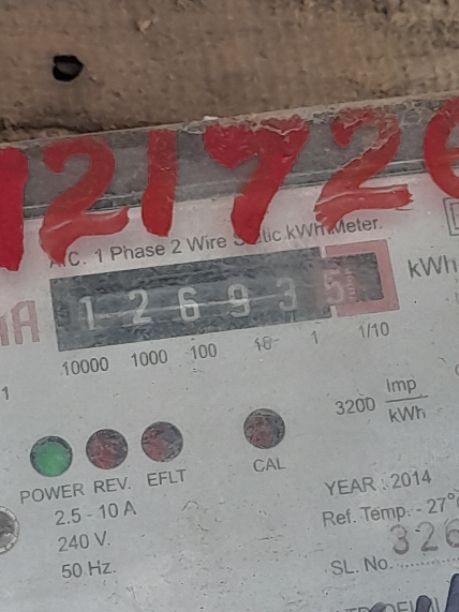 121726
A.C. 1 Phase 2 Wire Static kWh Meter.
1 2 6 9 3 5
kWh
10000 1000 100 10 1 1/10
3200 Imp/kWh
POWER REV. EFLT CAL
2.5 - 10 A
240 V.
50 Hz.
YEAR : 2014
Ref. Temp. - 27°
326
SL. No.